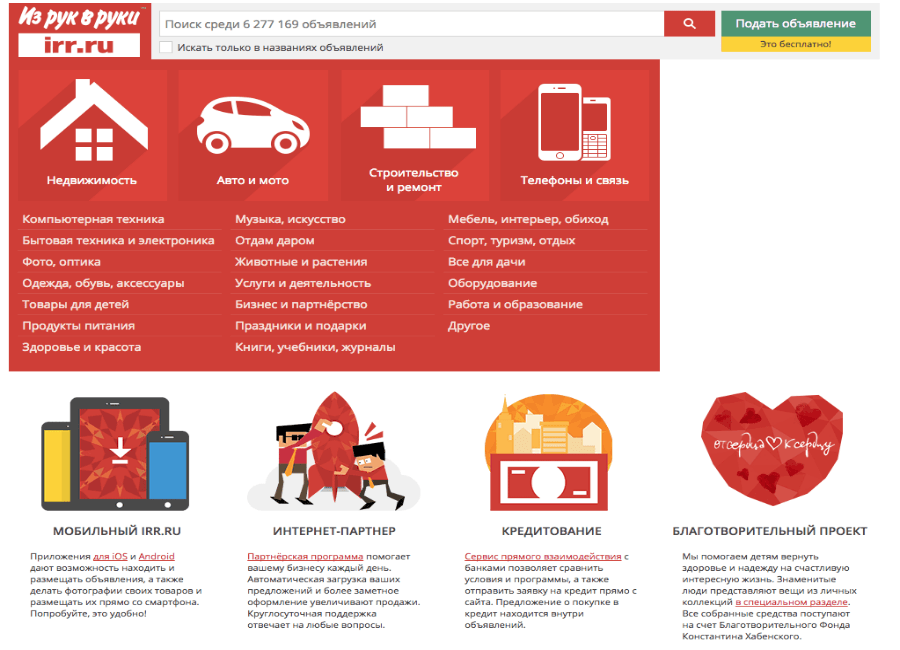 Из рук в руки
irr.ru
Поиск среди 6 277 169 объявлений
Искать только в названиях объявлений
Подать объявление
Это бесплатно!
Недвижимость
Авто и мото
Строительство
и ремонт
Телефоны и связь
Компьютерная техника
Бытовая техника и электроника
Фото, оптика
Одежда, обувь, аксессуары
Товары для детей
Продукты питания
Здоровье и красота
Музыка, искусство
Отдам даром
Животные и растения
Услуги и деятельность
Бизнес и партнёрство
Праздники и подарки
Книги, учебники, журналы
Мебель, интерьер, обиход
Спорт, туризм, отдых
Все для дачи
Оборудование
Работа и образование
Другое
МОБИЛЬНЫЙ IRR.RU
Приложения для iOS и Android
дают возможность находить и
размещать объявления, а также
делать фотографии своих товаров и
размещать их прямо со смартфона.
Попробуйте, это удобно!
ИНТЕРНЕТ-ПАРТНЕР
Партнёрская программа помогает
вашему бизнесу каждый день.
Автоматическая загрузка ваших
предложений и более заметное
оформление увеличивают продажи.
Круглосуточная поддержка
отвечает на любые вопросы.
КРЕДИТОВАНИЕ
Сервис прямого взаимодействия с
банками позволяет сравнить
условия и программы, а также
отправить заявку на кредит прямо с
сайта. Предложение о покупке в
кредит находится внутри
объявлений.
от сердца к сердцу
БЛАГОТВОРИТЕЛЬНЫЙ ПРОЕКТ
Мы помогаем детям вернуть
здоровье и надежду на счастливую
интересную жизнь. Знаменитые
люди представляют вещи из личных
коллекций в специальном разделе.
Все собранные средства поступают
на счет Благотворительного Фонда
Константина Хабенского.